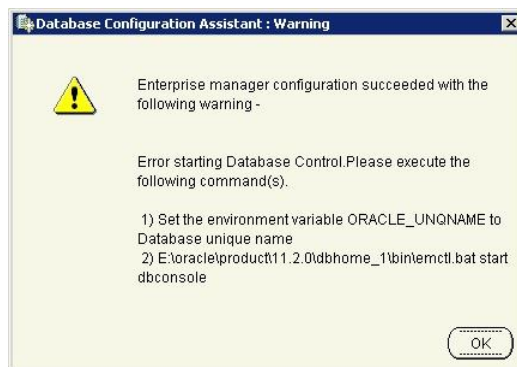 Database Configuration Assistant : Warning
Enterprise manager configuration succeeded with the
following warning -
Error starting Database Control.Please execute the
following command(s).
1) Set the environment variable ORACLE_UNQNAME to
Database unique name
2) E:\oracle\product\11.2.0\dbhome_1\bin\emctl.bat start
dbconsole
OK